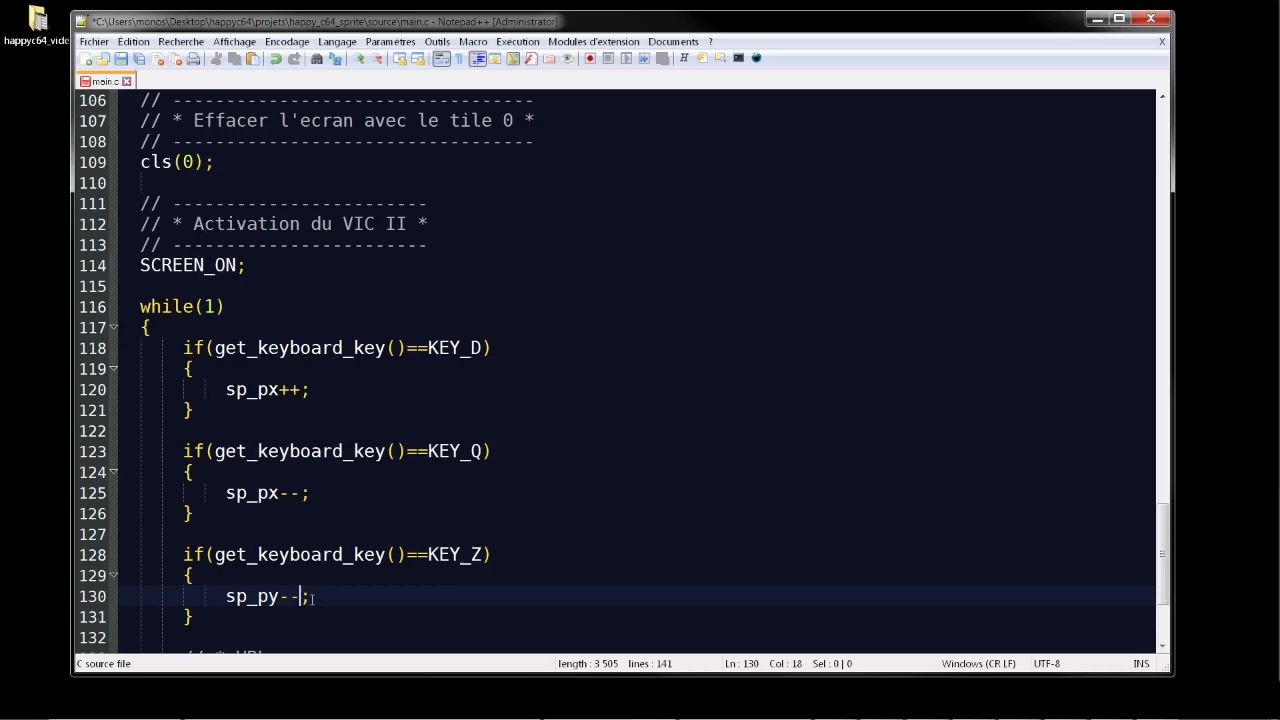 happyc64_vide
*C:\Users\monos\Desktop\happyc64\projets\happy_c64_sprite\source\main.c - Notepad++ [Administrator]
Fichier Édition Recherche Affichage Encodage Langage Paramètres Outils Macro Exécution Modules d'extension Documents ? X
main.c
106 // ----------------------------------
107 // * Effacer l'ecran avec le tile 0 *
108 // ----------------------------------
109 cls(0);
110
111 // ------------------------
112 // * Activation du VIC II *
113 // ------------------------
114 SCREEN_ON;
115
116 while(1)
117 {
118 if(get_keyboard_key()==KEY_D)
119 {
120 sp_px++;
121 }
122
123 if(get_keyboard_key()==KEY_Q)
124 {
125 sp_px--;
126 }
127
128 if(get_keyboard_key()==KEY_Z)
129 {
130 sp_py--;
131 }
132
C source file length : 3 505 lines : 141 Ln : 130 Col : 18 Sel : 0 | 0 Windows (CR LF) UTF-8 INS